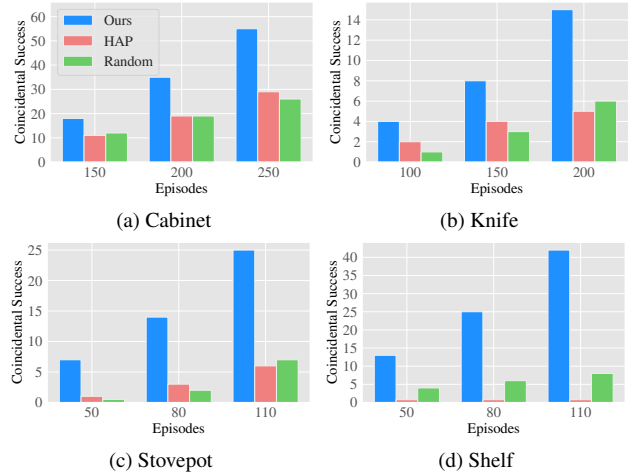 Ours
HAP
Random
Coincidental Success
60
50
40
30
20
10
0
150 200 250
Episodes
(a) Cabinet
Coincidental Success
14
12
10
8
6
4
2
0
100 150 200
Episodes
(b) Knife
Coincidental Success
25
20
15
10
5
0
50 80 110
Episodes
(c) Stovepot
Coincidental Success
40
35
30
25
20
15
10
5
0
50 80 110
Episodes
(d) Shelf